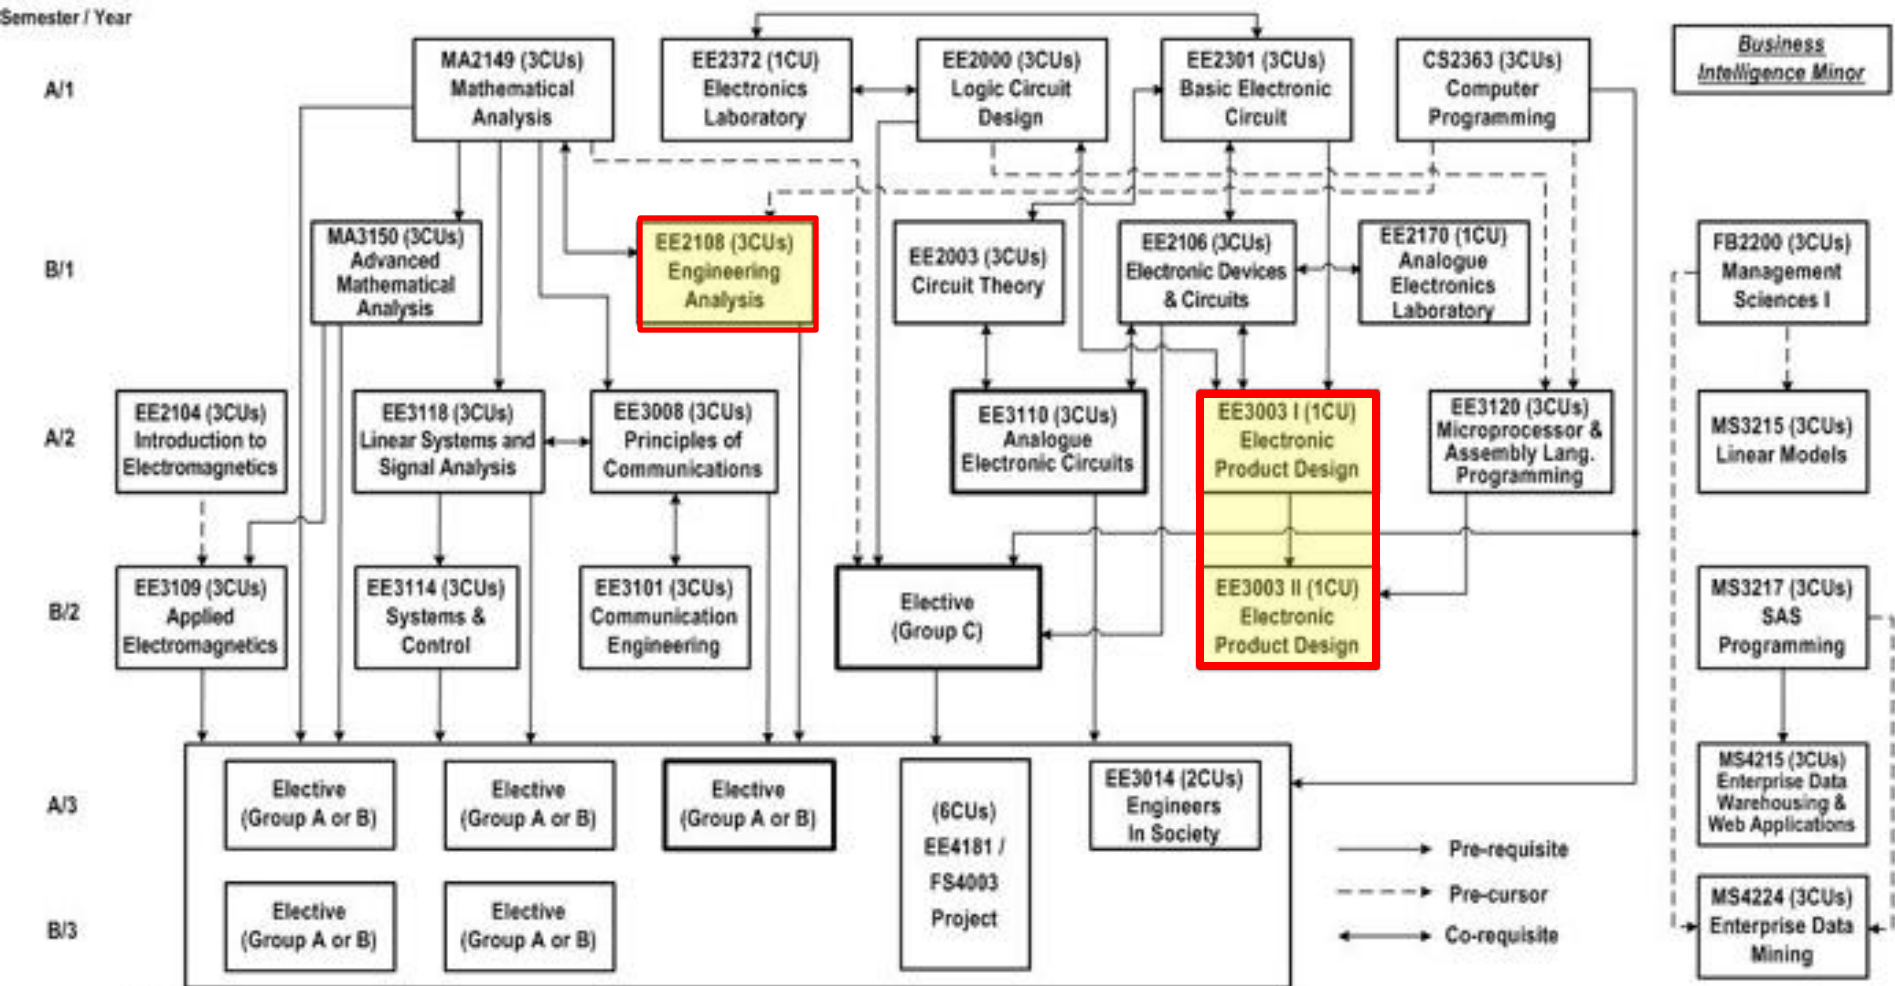 Semester / Year
A/1
MA2149 (3CUs)
Mathematical
Analysis
EE2372 (1CU)
Electronics
Laboratory
EE2000 (3CUs)
Logic Circuit
Design
EE2301 (3CUs)
Basic Electronic
Circuit
CS2363 (3CUs)
Computer
Programming
Business
Intelligence Minor
B/1
MA3150 (3CUs)
Advanced
Mathematical
Analysis
EE2108 (3CUs)
Engineering
Analysis
EE2003 (3CUs)
Circuit Theory
EE2106 (3CUs)
Electronic Devices
& Circuits
EE2170 (1CU)
Analogue
Electronics
Laboratory
FB2200 (3CUs)
Management
Sciences I
A/2
EE2104 (3CUs)
Introduction to
Electromagnetics
EE3118 (3CUs)
Linear Systems and
Signal Analysis
EE3008 (3CUs)
Principles of
Communications
EE3110 (3CUs)
Analogue
Electronic Circuits
EE3003 I (1CU)
Electronic
Product Design
EE3120 (3CUs)
Microprocessor &
Assembly Lang.
Programming
MS3215 (3CUs)
Linear Models
B/2
EE3109 (3CUs)
Applied
Electromagnetics
EE3114 (3CUs)
Systems &
Control
EE3101 (3CUs)
Communication
Engineering
Elective
(Group C)
EE3003 II (1CU)
Electronic
Product Design
MS3217 (3CUs)
SAS
Programming
A/3
Elective
(Group A or B)
Elective
(Group A or B)
Elective
(Group A or B)
(6CUs)
EE4181 /
FS4003
Project
EE3014 (2CUs)
Engineers
In Society
MS4215 (3CUs)
Enterprise Data
Warehousing &
Web Applications
B/3
Elective
(Group A or B)
Elective
(Group A or B)
Pre-requisite
Pre-cursor
Co-requisite
MS4224 (3CUs)
Enterprise Data
Mining